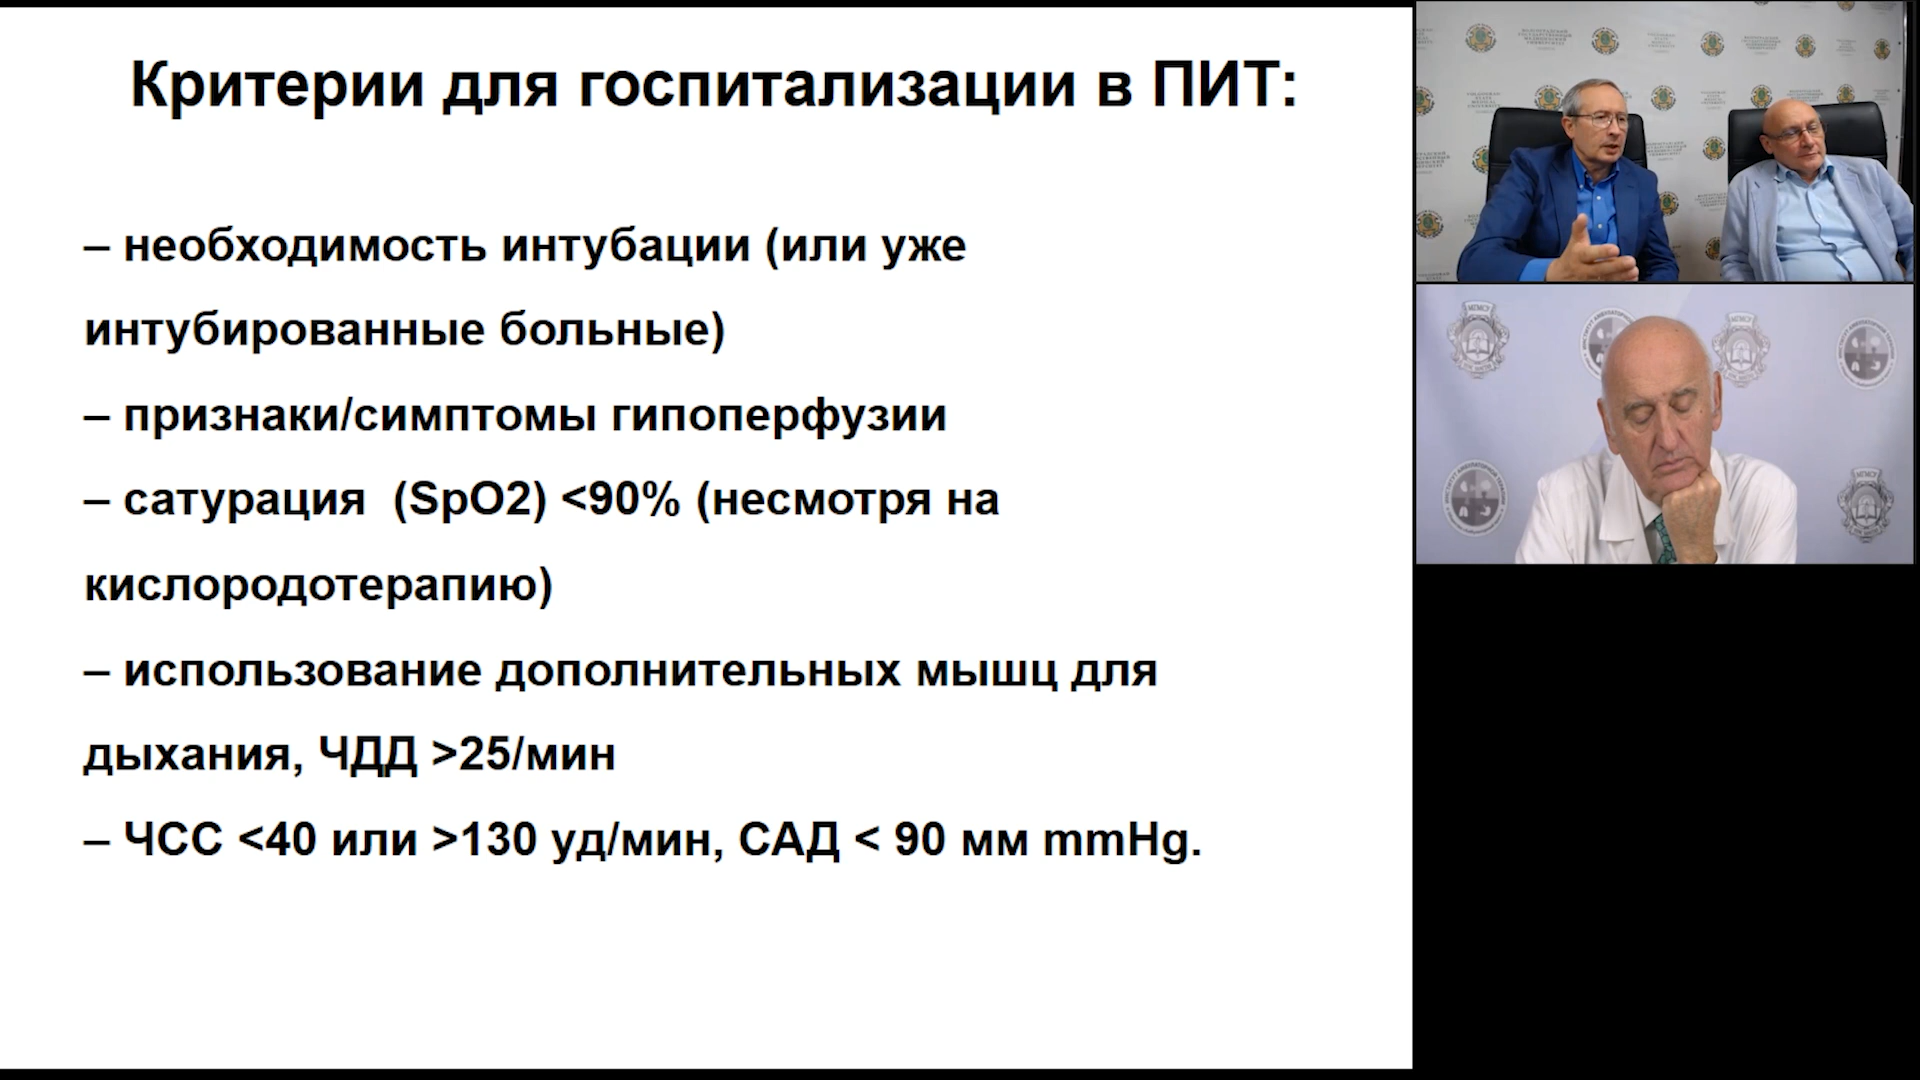 Критерии для госпитализации в ПИТ:
– необходимость интубации (или уже
интубированные больные)
– признаки/симптомы гипоперфузии
– сатурация (SpO2) <90% (несмотря на
кислородотерапию)
– использование дополнительных мышц для
дыхания, ЧДД >25/мин
– ЧСС <40 или >130 уд/мин, САД < 90 мм mmHg.